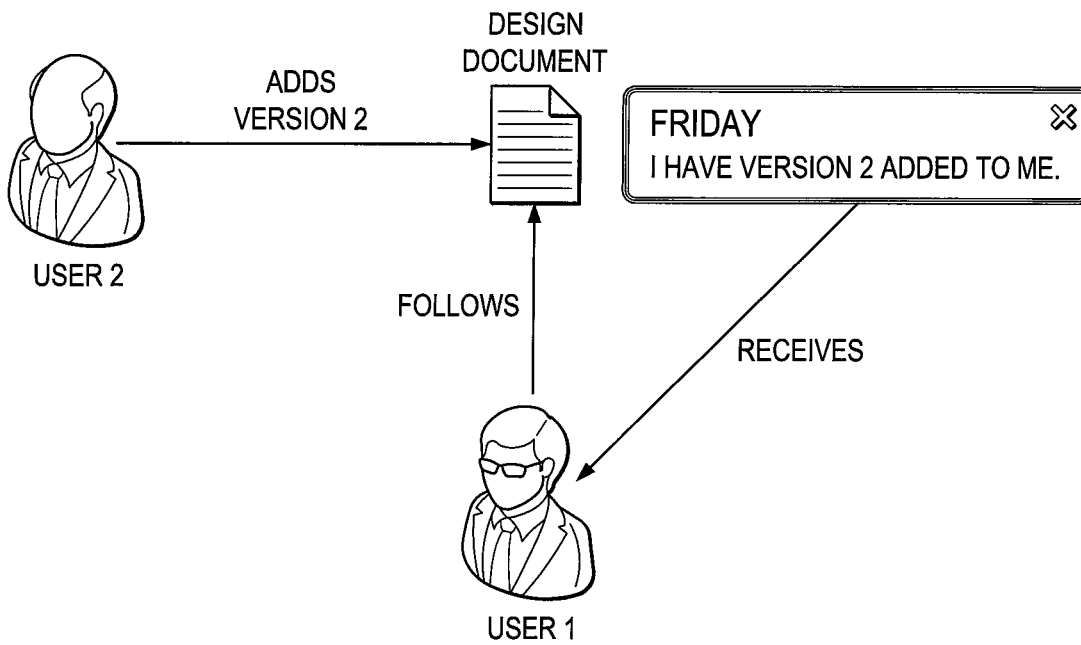 DESIGN
DOCUMENT
ADDS
VERSION 2
FRIDAY
I HAVE VERSION 2 ADDED TO ME.
USER 2
FOLLOWS
RECEIVES
USER 1